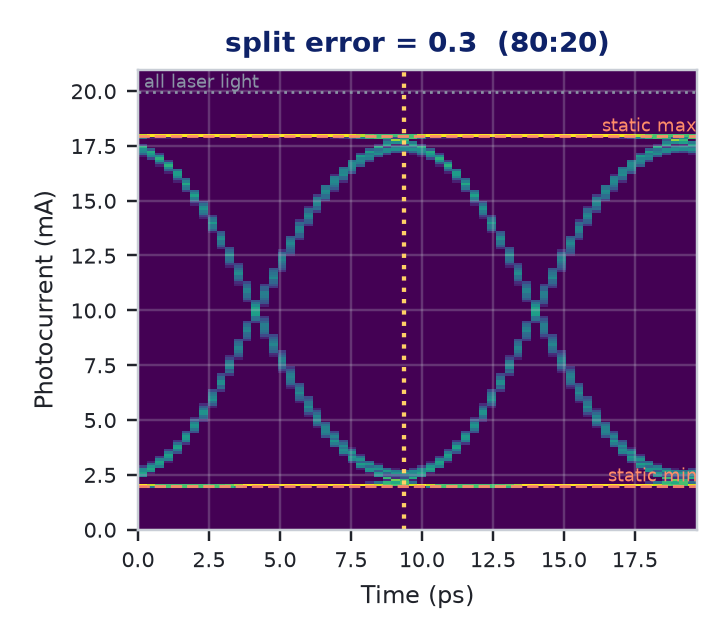 split error = 0.3  (80:20)
all laser light
static max
static min
Photocurrent (mA)
20.0
17.5
15.0
12.5
10.0
7.5
5.0
2.5
0.0
0.0 2.5 5.0 7.5 10.0 12.5 15.0 17.5
Time (ps)